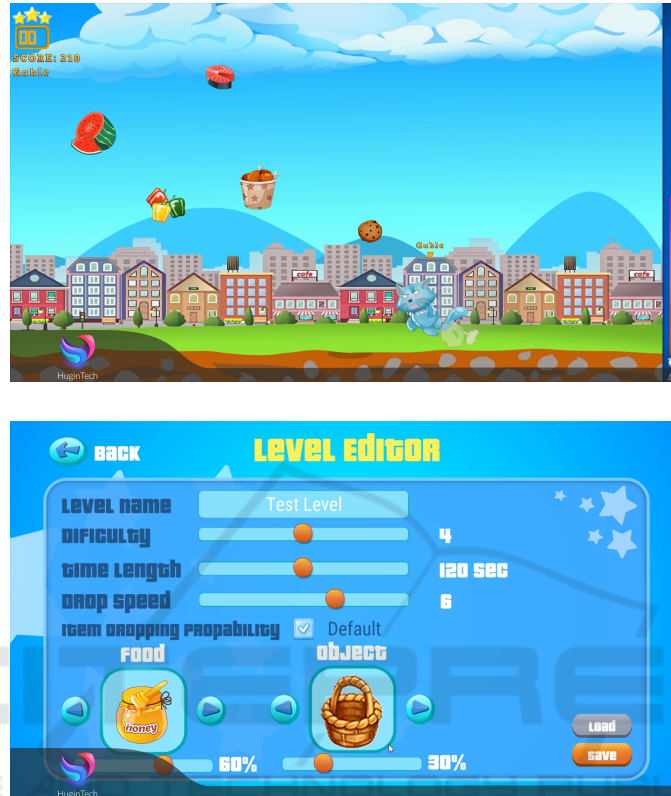 SCORE: 210
Gable
Gable
cafe
cafe
HuginTech
BACK
LEVEL EDITOR
LEVEL NAME
Test Level
DIFICULTY
4
TIME LENGTH
120 SEC
DROP SPEED
6
ITEM DROPPING PROPABILITY
Default
FOOD
OBJECT
honey
LOAD
SAVE
60%
30%
HuginTech